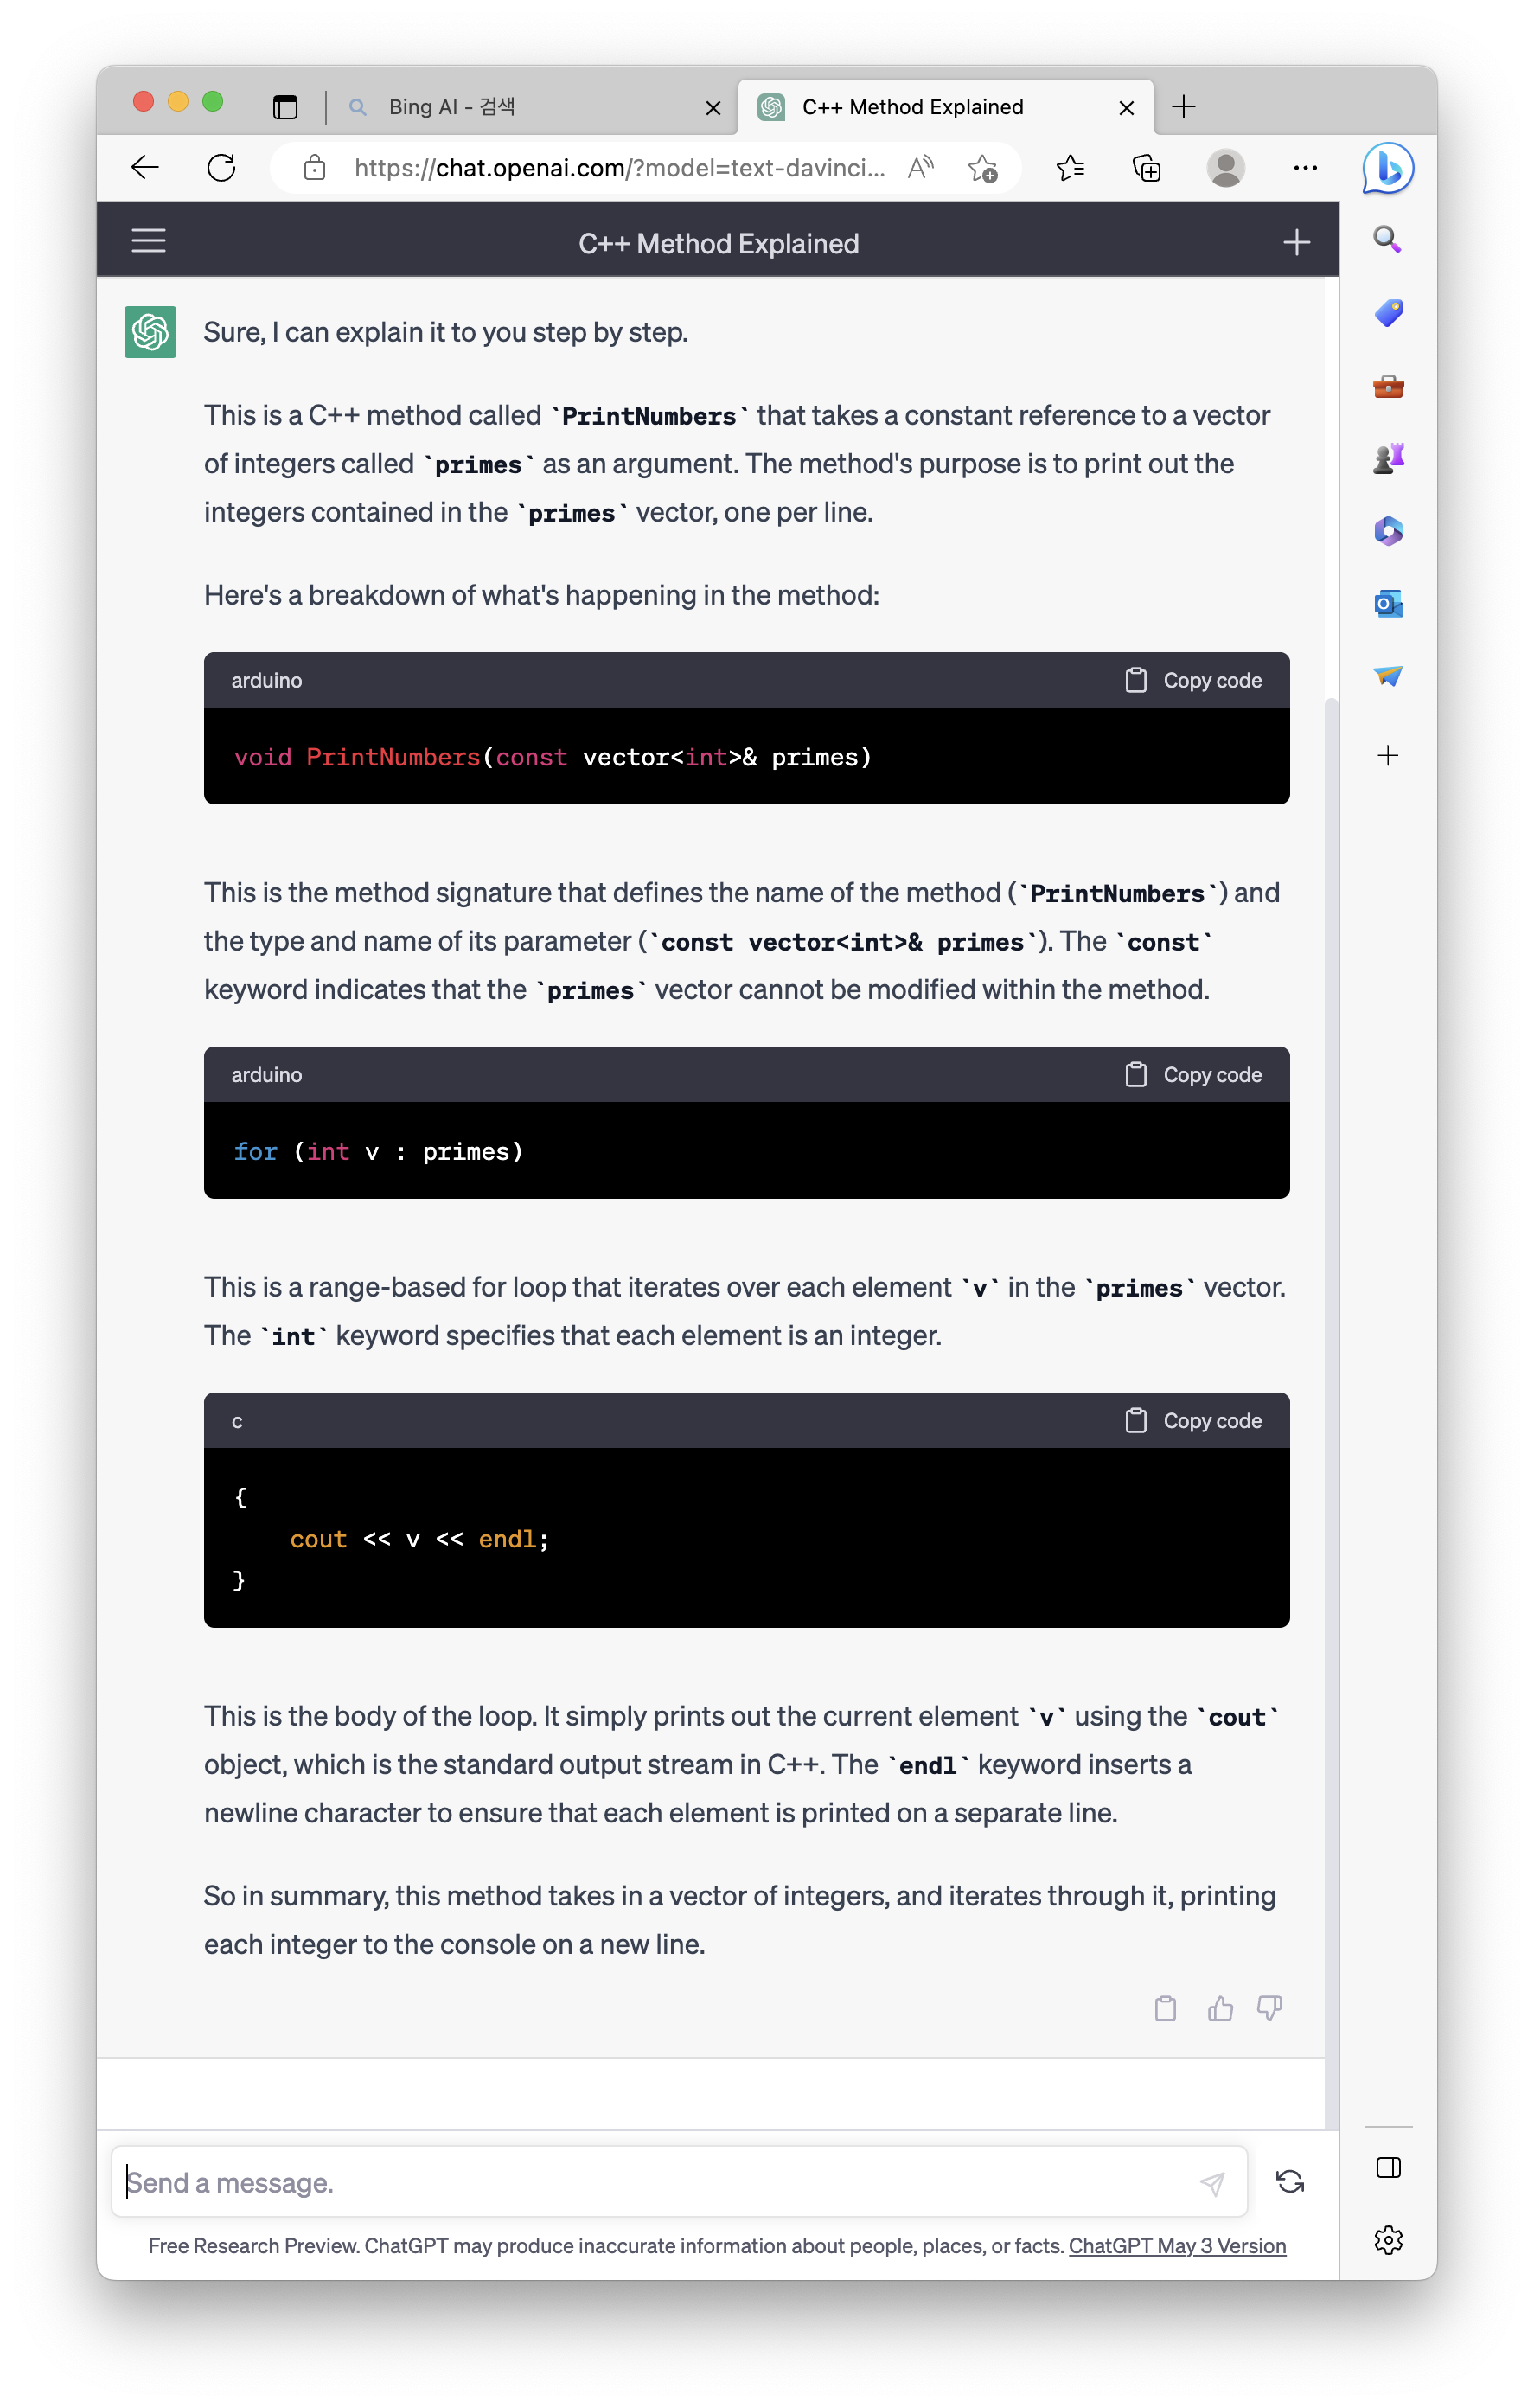 Bing AI - 검색
C++ Method Explained
https://chat.openai.com/?model=text-davinci...
C++ Method Explained
Sure, I can explain it to you step by step.
This is a C++ method called `PrintNumbers` that takes a constant reference to a vector
of integers called `primes` as an argument. The method's purpose is to print out the
integers contained in the `primes` vector, one per line.
Here's a breakdown of what's happening in the method:
arduino
Copy code
void PrintNumbers(const vector<int>& primes)
This is the method signature that defines the name of the method (`PrintNumbers`) and
the type and name of its parameter (`const vector<int>& primes`). The `const`
keyword indicates that the `primes` vector cannot be modified within the method.
arduino
Copy code
for (int v : primes)
This is a range-based for loop that iterates over each element `v` in the `primes` vector.
The `int` keyword specifies that each element is an integer.
c
Copy code
{
    cout << v << endl;
}
This is the body of the loop. It simply prints out the current element `v` using the `cout`
object, which is the standard output stream in C++. The `endl` keyword inserts a
newline character to ensure that each element is printed on a separate line.
So in summary, this method takes in a vector of integers, and iterates through it, printing
each integer to the console on a new line.
Send a message.
Free Research Preview. ChatGPT may produce inaccurate information about people, places, or facts. ChatGPT May 3 Version